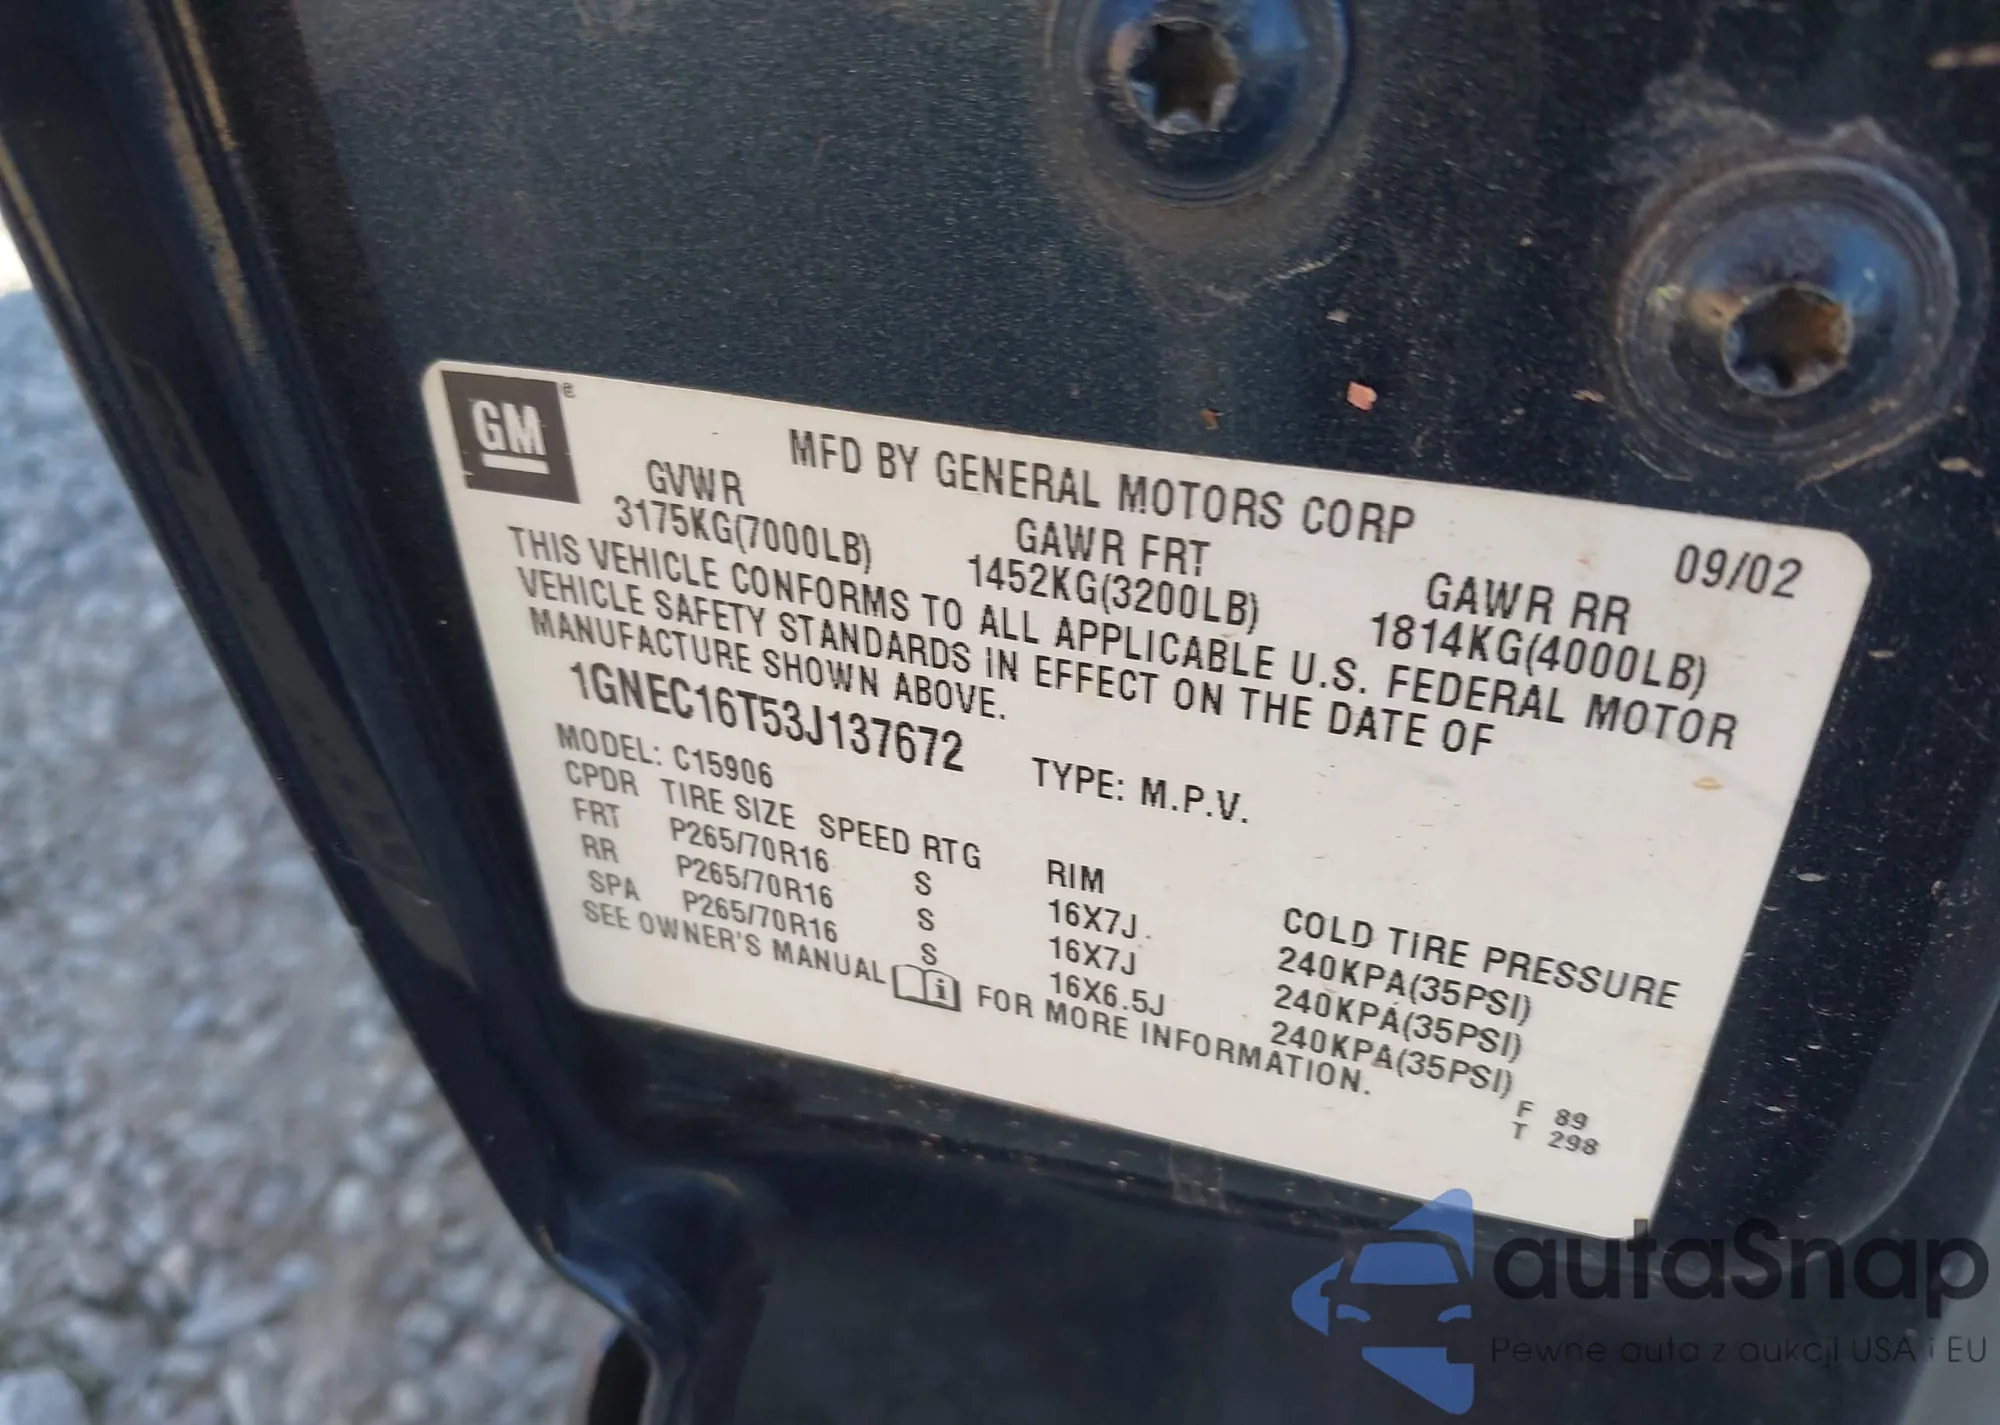 GM®
MFD BY GENERAL MOTORS CORP 09/02
GVWR GAWR FRT GAWR RR
3175KG(7000LB) 1452KG(3200LB) 1814KG(4000LB)
THIS VEHICLE CONFORMS TO ALL APPLICABLE U.S. FEDERAL MOTOR
VEHICLE SAFETY STANDARDS IN EFFECT ON THE DATE OF
MANUFACTURE SHOWN ABOVE.
1GNEC16T53J137672 TYPE: M.P.V.
MODEL: C15906
CPDR TIRE SIZE SPEED RTG RIM COLD TIRE PRESSURE
FRT P265/70R16 S 16X7J 240KPA(35PSI)
RR P265/70R16 S 16X7J 240KPA(35PSI)
SPA P265/70R16 S 16X6.5J 240KPA(35PSI)
SEE OWNER'S MANUAL i FOR MORE INFORMATION.
F 89
T 298
autaSnap
Pewne auta z aukcji USA i EU